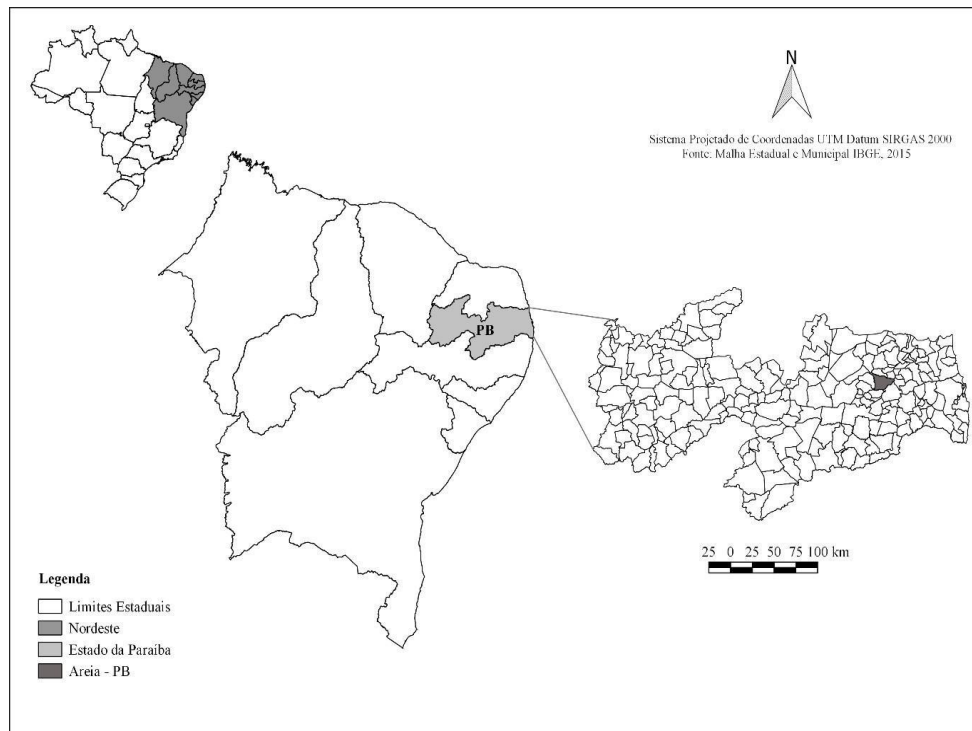 N
Sistema Projetado de Coordenadas UTM Datum SIRGAS 2000
Fonte: Malha Estadual e Municipal IBGE, 2015
PB
25 0 25 50 75 100 km
Legenda
Limites Estaduais
Nordeste
Estado da Paraíba
Areia - PB